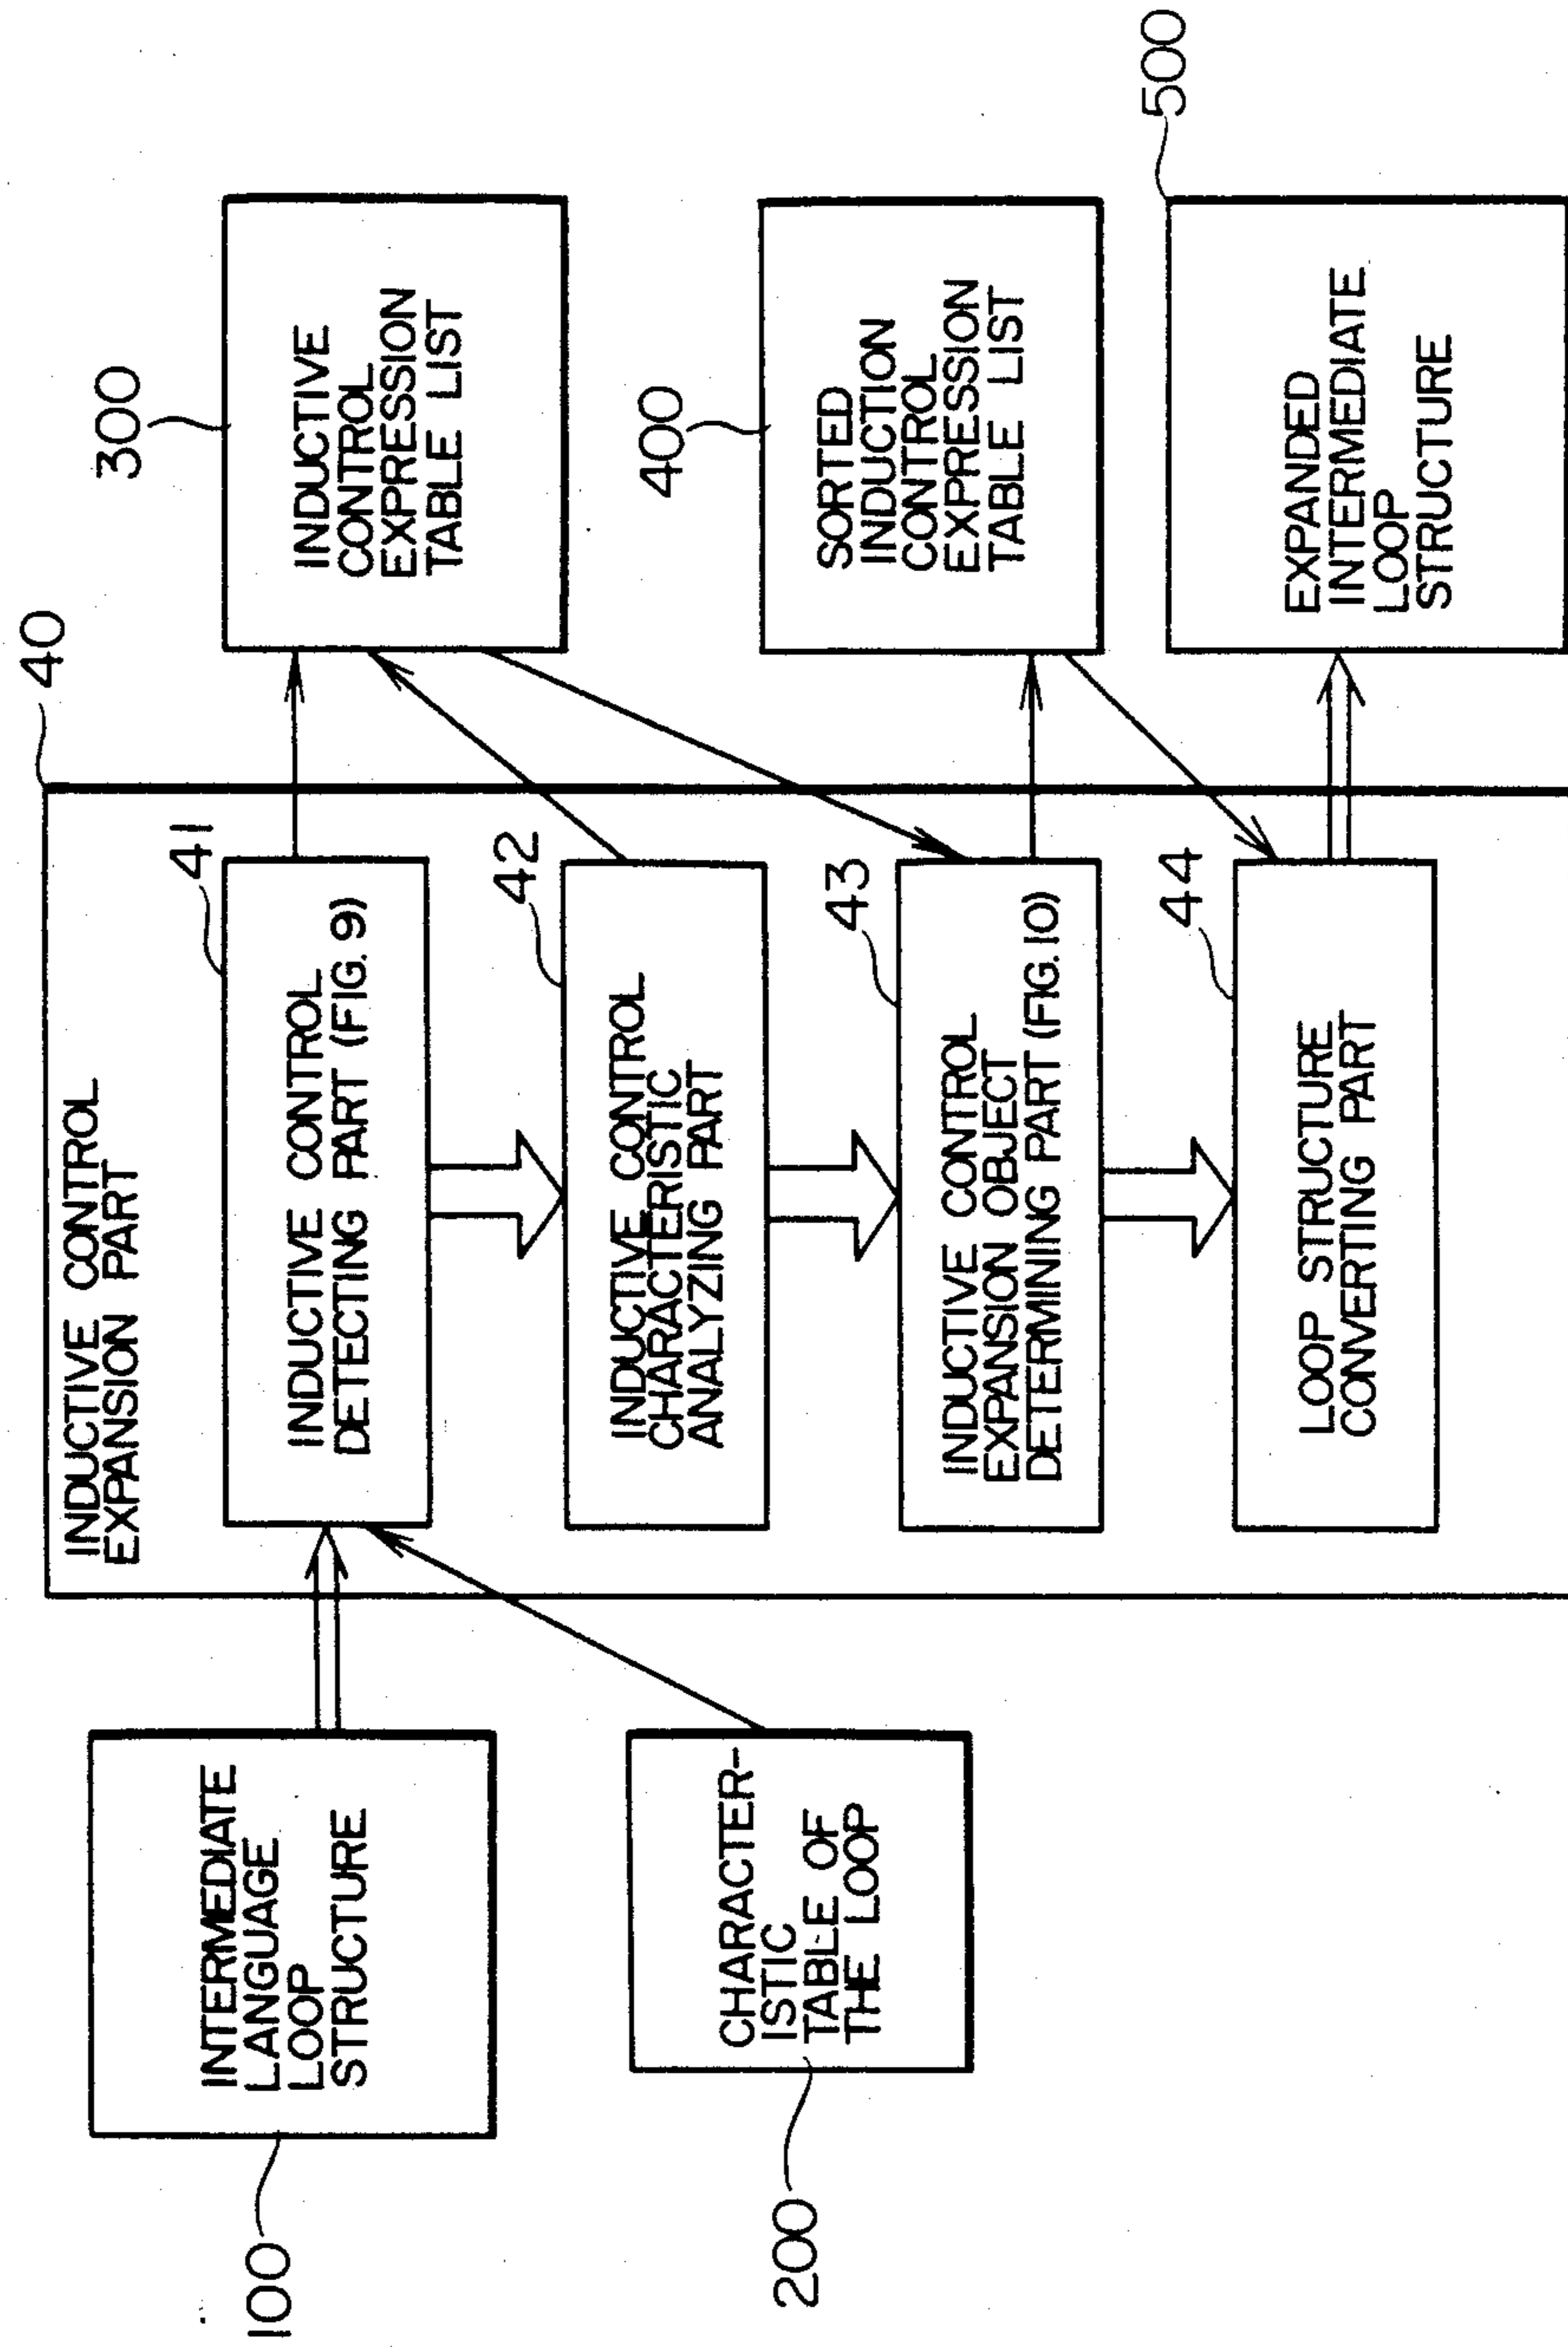 40
INDUCTIVE CONTROL
EXPANSION PART
100
INTERMEDIATE
LANGUAGE
LOOP
STRUCTURE
200
CHARACTER-
ISTIC
TABLE OF
THE LOOP
41
INDUCTIVE CONTROL
DETECTING PART (FIG. 9)
42
INDUCTIVE CONTROL
CHARACTERISTIC
ANALYZING PART
43
INDUCTIVE CONTROL
EXPANSION OBJECT
DETERMINING PART (FIG. 10)
44
LOOP STRUCTURE
CONVERTING PART
300
INDUCTIVE
CONTROL
EXPRESSION
TABLE LIST
400
SORTED
INDUCTION
CONTROL
EXPRESSION
TABLE LIST
500
EXPANDED
INTERMEDIATE
LOOP
STRUCTURE